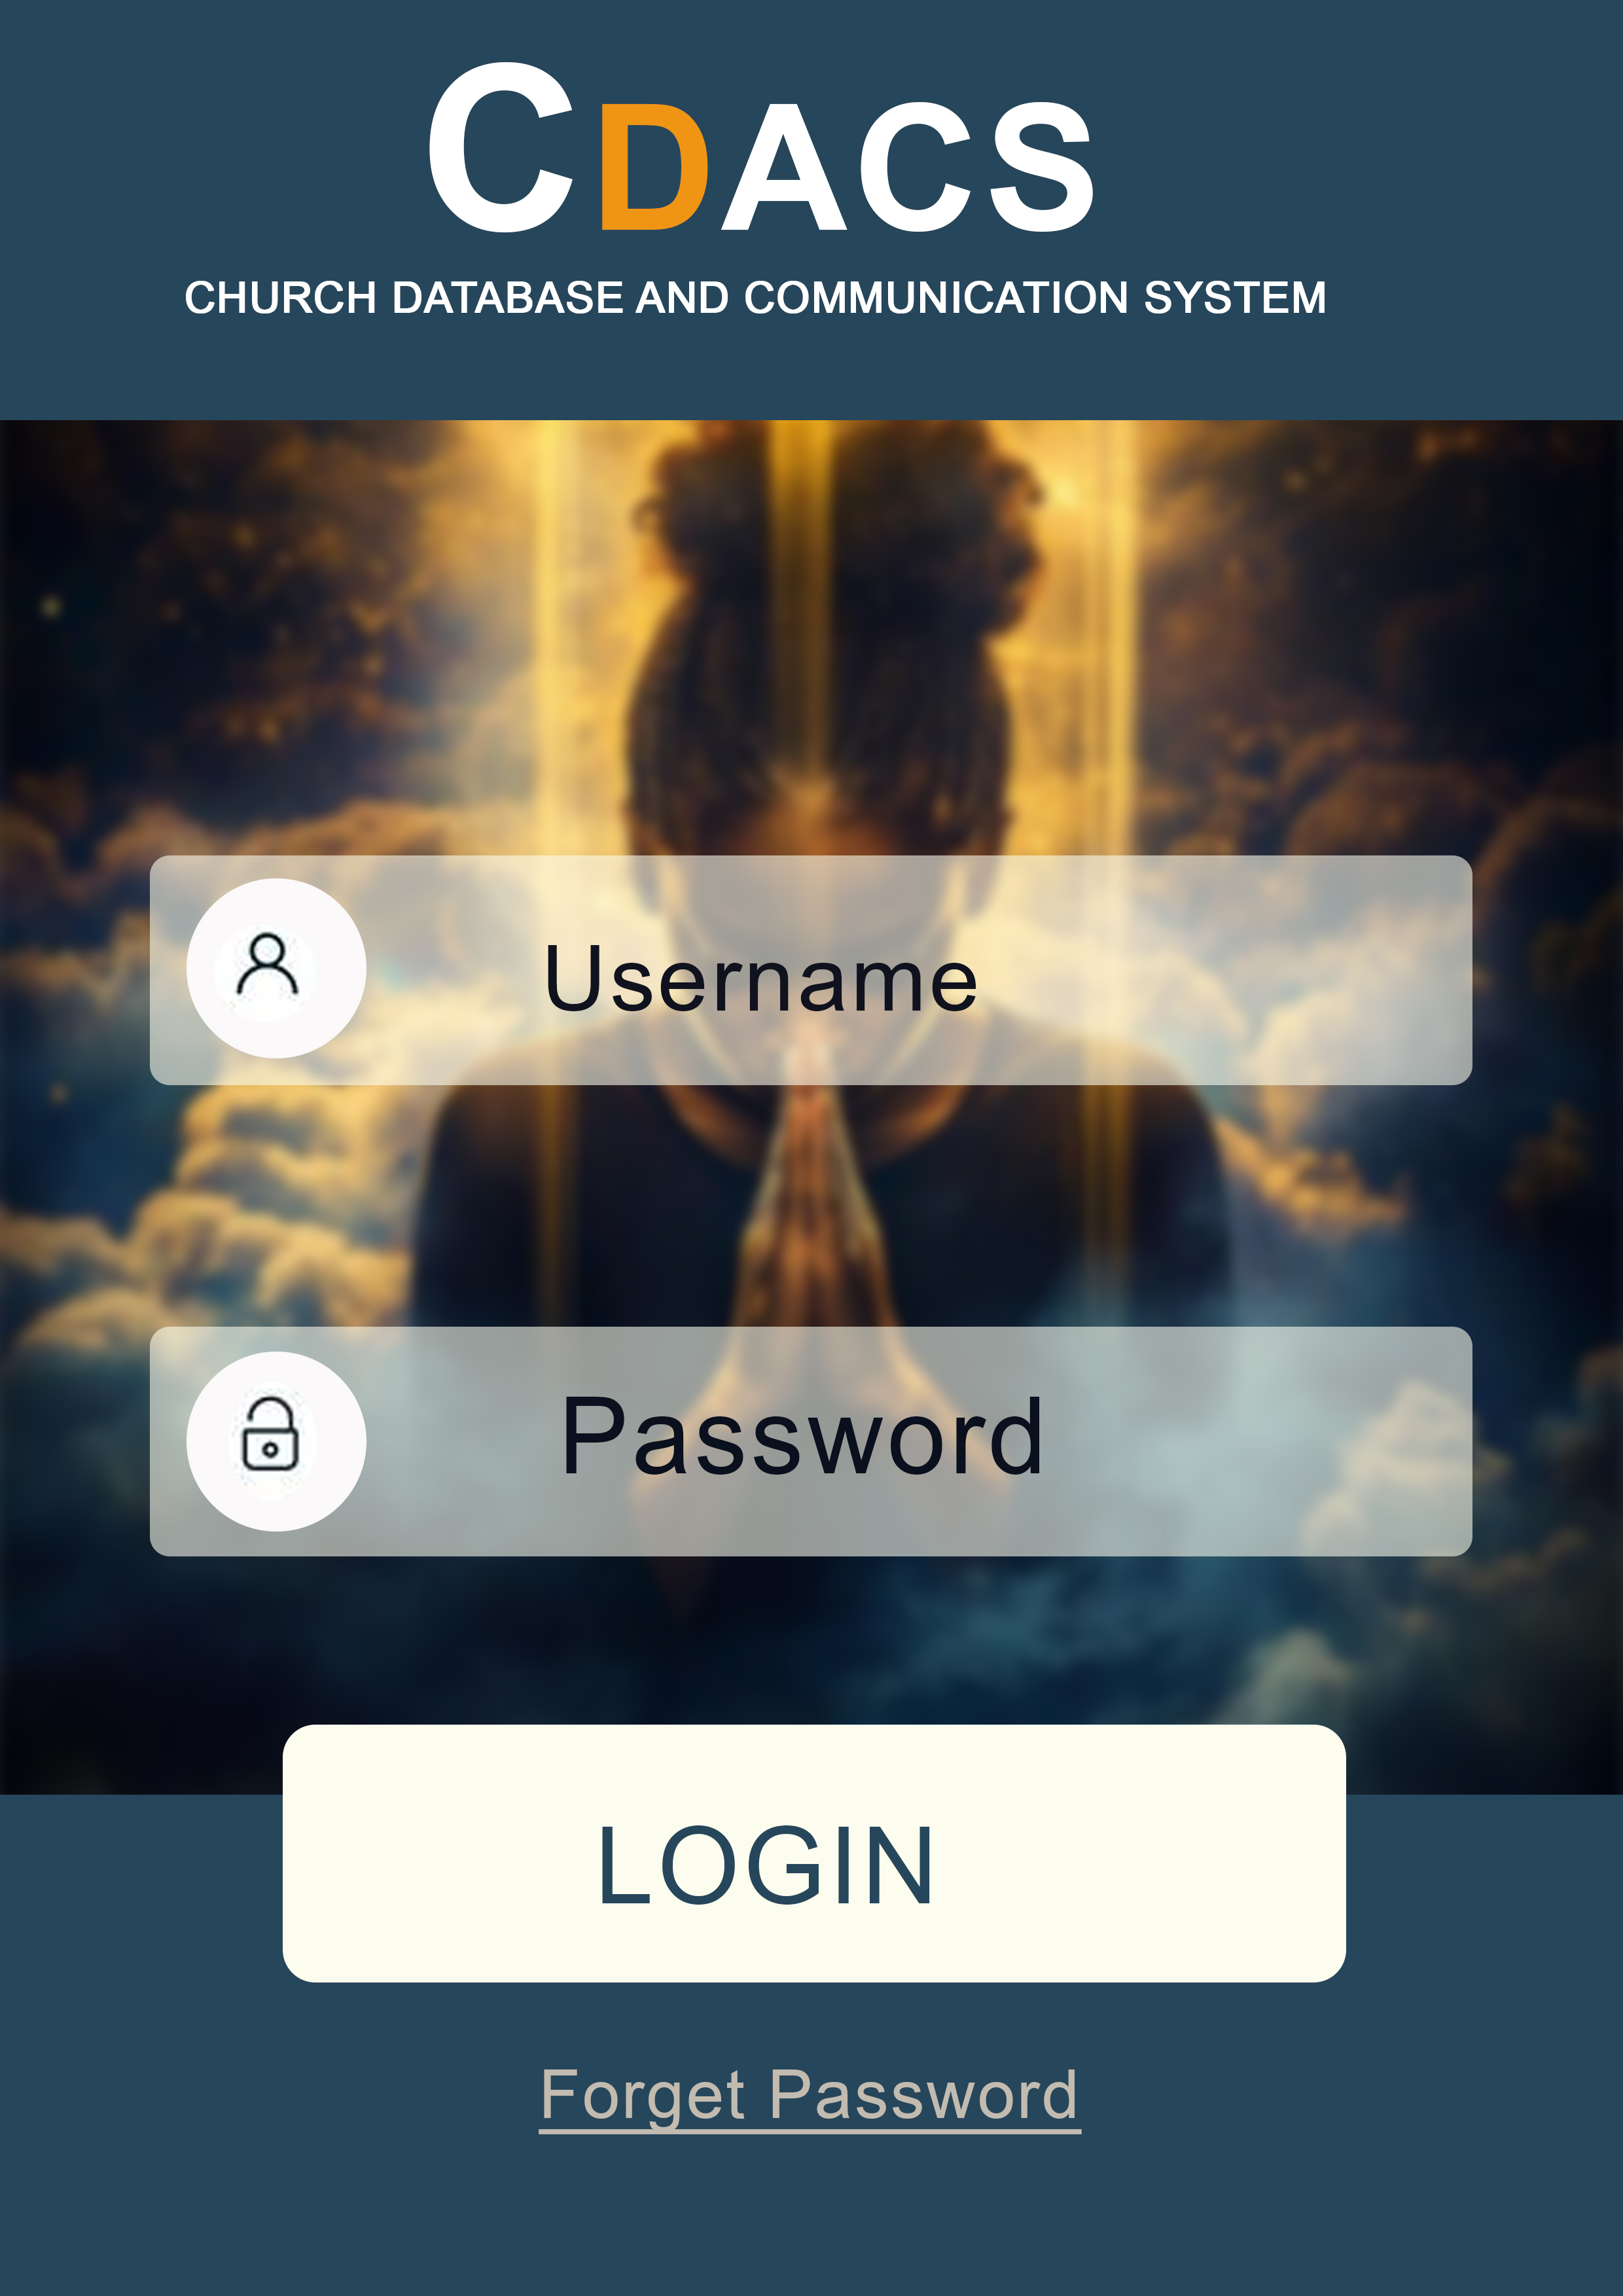 CDACS
CHURCH DATABASE AND COMMUNICATION SYSTEM
Username
Password
LOGIN
Forget Password